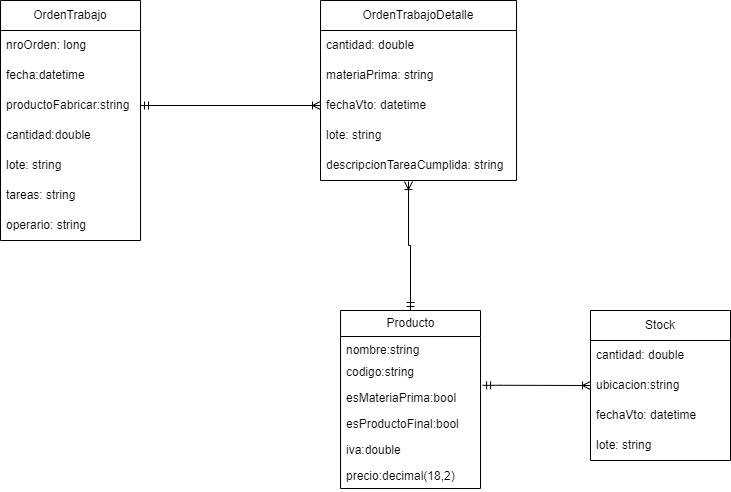 OrdenTrabajo
nroOrden: long
fecha:datetime
productoFabricar:string
cantidad:double
lote: string
tareas: string
operario: string
OrdenTrabajoDetalle
cantidad: double
materiaPrima: string
fechaVto: datetime
lote: string
descripcionTareaCumplida: string
Producto
nombre:string
codigo:string
esMateriaPrima:bool
esProductoFinal:bool
iva:double
precio:decimal(18,2)
Stock
cantidad: double
ubicacion:string
fechaVto: datetime
lote: string